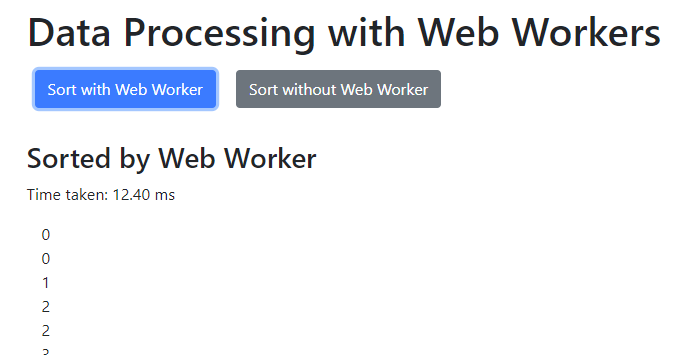 Data Processing with Web Workers
Sort with Web Worker Sort without Web Worker
Sorted by Web Worker
Time taken: 12.40 ms
0
0
1
2
2